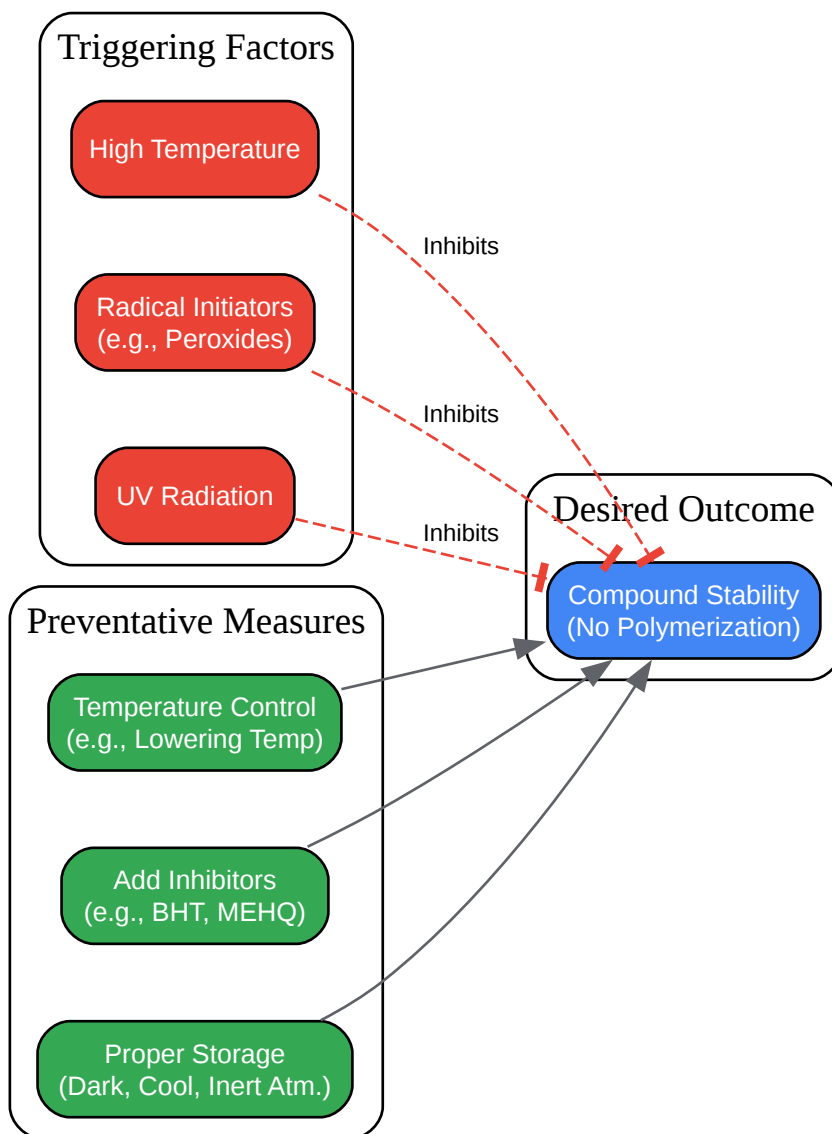 Triggering Factors
High Temperature
Inhibits
Radical Initiators
(e.g., Peroxides)
Inhibits
UV Radiation
Inhibits
Desired Outcome
Compound Stability
(No Polymerization)
Preventative Measures
Temperature Control
(e.g., Lowering Temp)
Add Inhibitors
(e.g., BHT, MEHQ)
Proper Storage
(Dark, Cool, Inert Atm.)